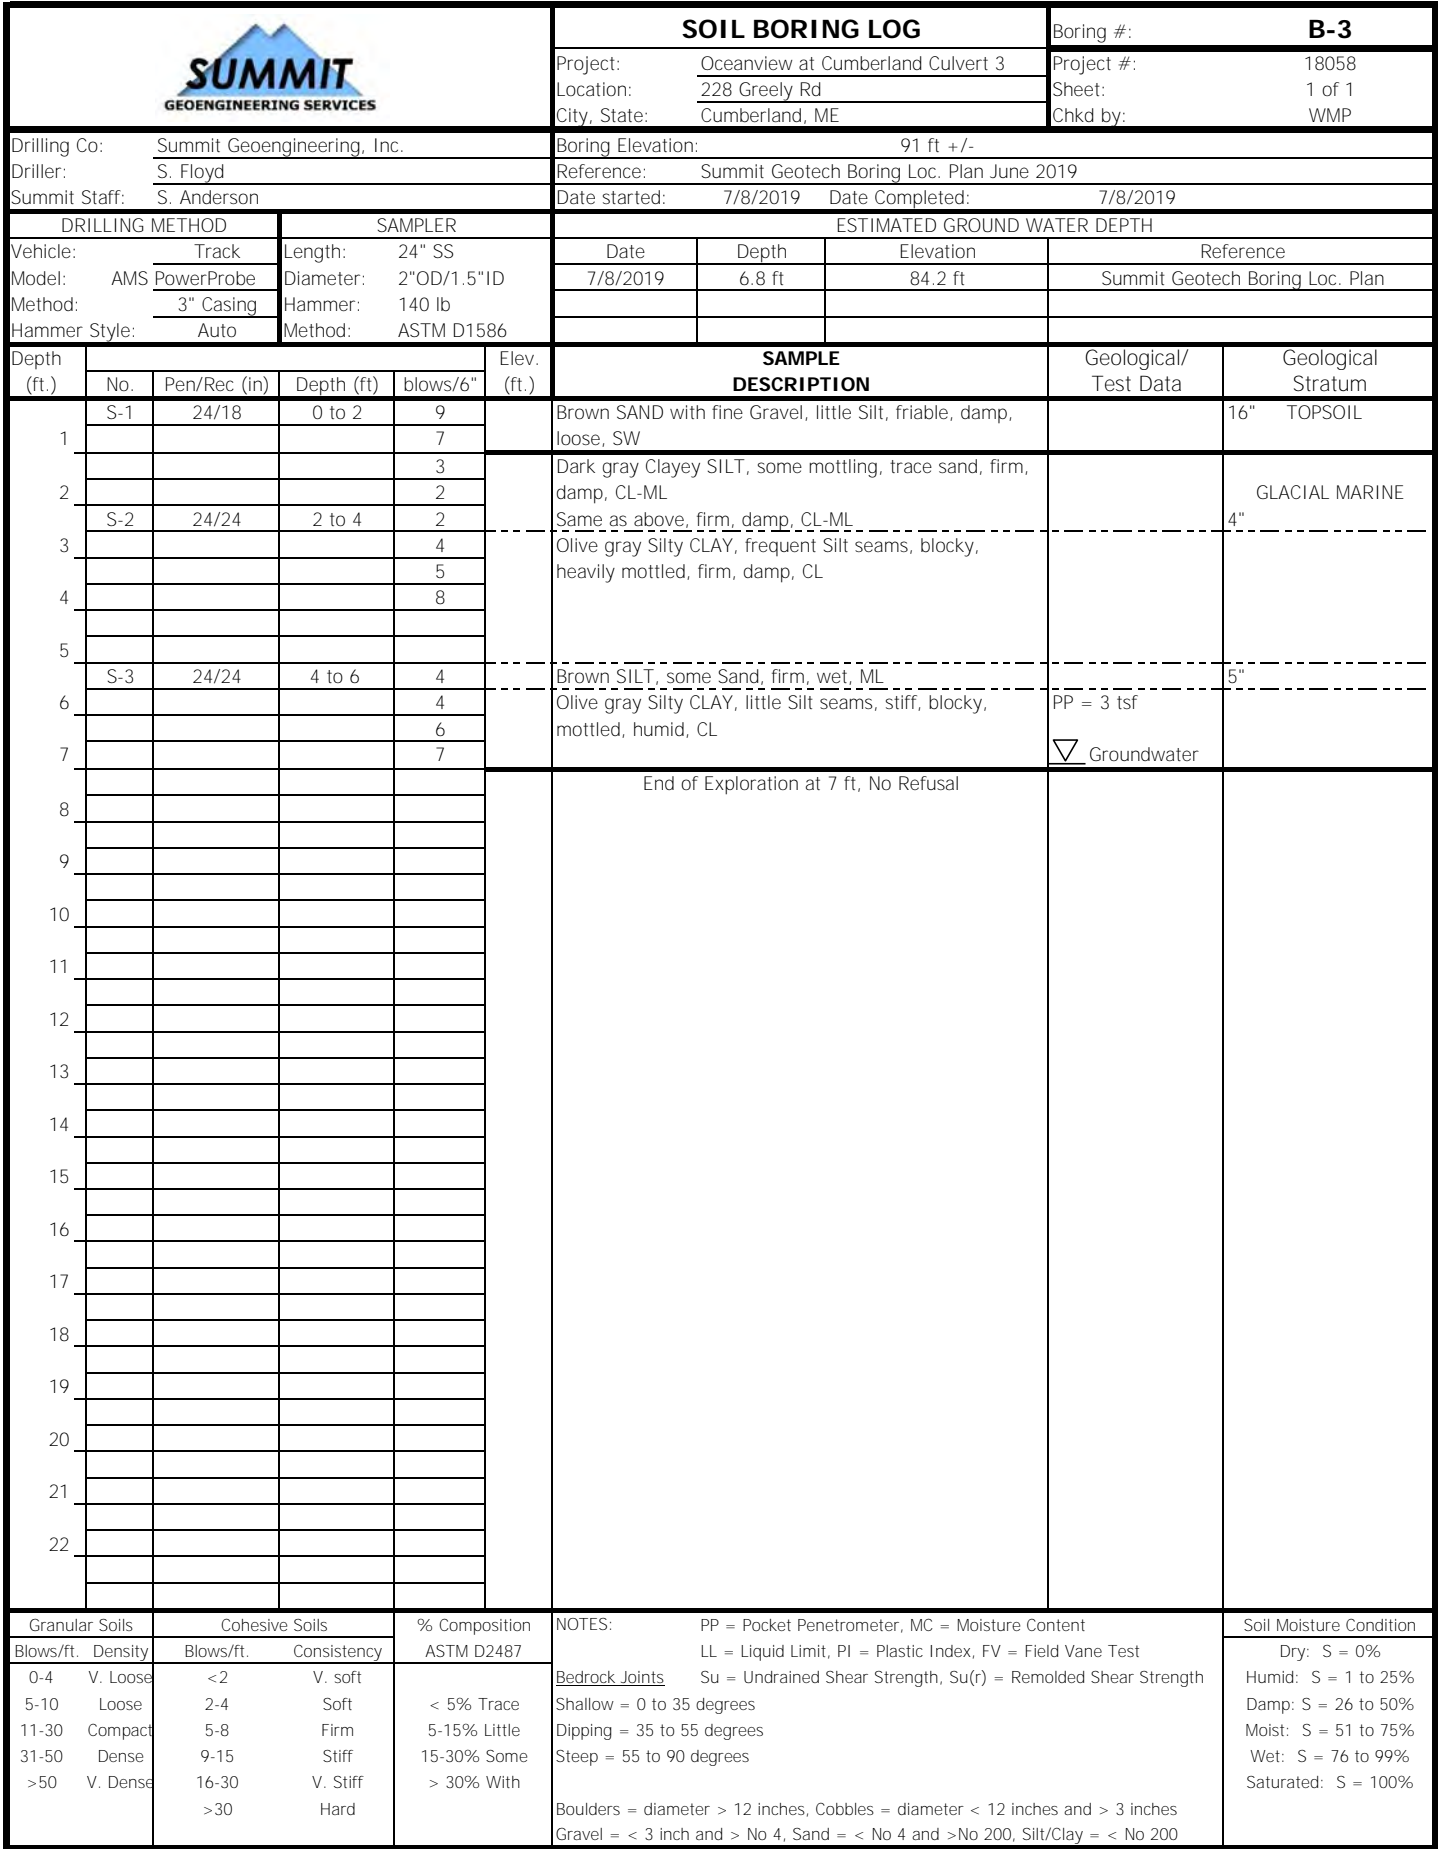 SUMMIT
GEOENGINEERING SERVICES
SOIL BORING LOG
Boring #: B-3
Project: Oceanview at Cumberland Culvert 3
Project #: 18058
Location: 228 Greely Rd
Sheet: 1 of 1
City, State: Cumberland, ME
Chkd by: WMP
Drilling Co: Summit Geoengineering, Inc.
Boring Elevation: 91 ft +/-
Driller: S. Floyd
Reference: Summit Geotech Boring Loc. Plan June 2019
Summit Staff: S. Anderson
Date started: 7/8/2019 Date Completed: 7/8/2019
DRILLING METHOD SAMPLER ESTIMATED GROUND WATER DEPTH
Vehicle: Track Length: 24" SS Date Depth Elevation Reference
Model: AMS PowerProbe Diameter: 2"OD/1.5"ID 7/8/2019 6.8 ft 84.2 ft Summit Geotech Boring Loc. Plan
Method: 3" Casing Hammer: 140 lb
Hammer Style: Auto Method: ASTM D1586
Depth Elev. SAMPLE Geological/ Geological
(ft.) No. Pen/Rec (in) Depth (ft) blows/6" (ft.) DESCRIPTION Test Data Stratum
S-1 24/18 0 to 2 9 Brown SAND with fine Gravel, little Silt, friable, damp, 16" TOPSOIL
1 7 loose, SW
3 Dark gray Clayey SILT, some mottling, trace sand, firm,
2 2 damp, CL-ML GLACIAL MARINE
S-2 24/24 2 to 4 2 Same as above, firm, damp, CL-ML 4"
3 4 Olive gray Silty CLAY, frequent Silt seams, blocky,
5 heavily mottled, firm, damp, CL
4 8
5
S-3 24/24 4 to 6 4 Brown SILT, some Sand, firm, wet, ML 5"
6 4 Olive gray Silty CLAY, little Silt seams, stiff, blocky, PP = 3 tsf
6 mottled, humid, CL
7 7 Groundwater
End of Exploration at 7 ft, No Refusal
8
9
10
11
12
13
14
15
16
17
18
19
20
21
22
Granular Soils Cohesive Soils % Composition NOTES: PP = Pocket Penetrometer, MC = Moisture Content Soil Moisture Condition
Blows/ft. Density Blows/ft. Consistency ASTM D2487 LL = Liquid Limit, PI = Plastic Index, FV = Field Vane Test Dry: S = 0%
0-4 V. Loose <2 V. soft Bedrock Joints Su = Undrained Shear Strength, Su(r) = Remolded Shear Strength Humid: S = 1 to 25%
5-10 Loose 2-4 Soft < 5% Trace Shallow = 0 to 35 degrees Damp: S = 26 to 50%
11-30 Compact 5-8 Firm 5-15% Little Dipping = 35 to 55 degrees Moist: S = 51 to 75%
31-50 Dense 9-15 Stiff 15-30% Some Steep = 55 to 90 degrees Wet: S = 76 to 99%
>50 V. Dense 16-30 V. Stiff > 30% With Saturated: S = 100%
>30 Hard Boulders = diameter > 12 inches, Cobbles = diameter < 12 inches and > 3 inches
Gravel = < 3 inch and > No 4, Sand = < No 4 and >No 200, Silt/Clay = < No 200